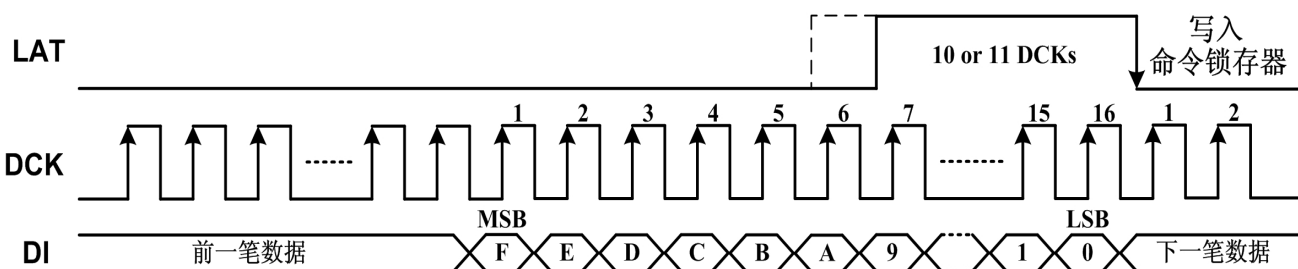 LAT
10 or 11 DCKs
写入
命令锁存器
DCK
1 2 3 4 5 6 7 15 16 1 2
MSB LSB
DI
前一笔数据 F E D C B A 9 1 0 下一笔数据